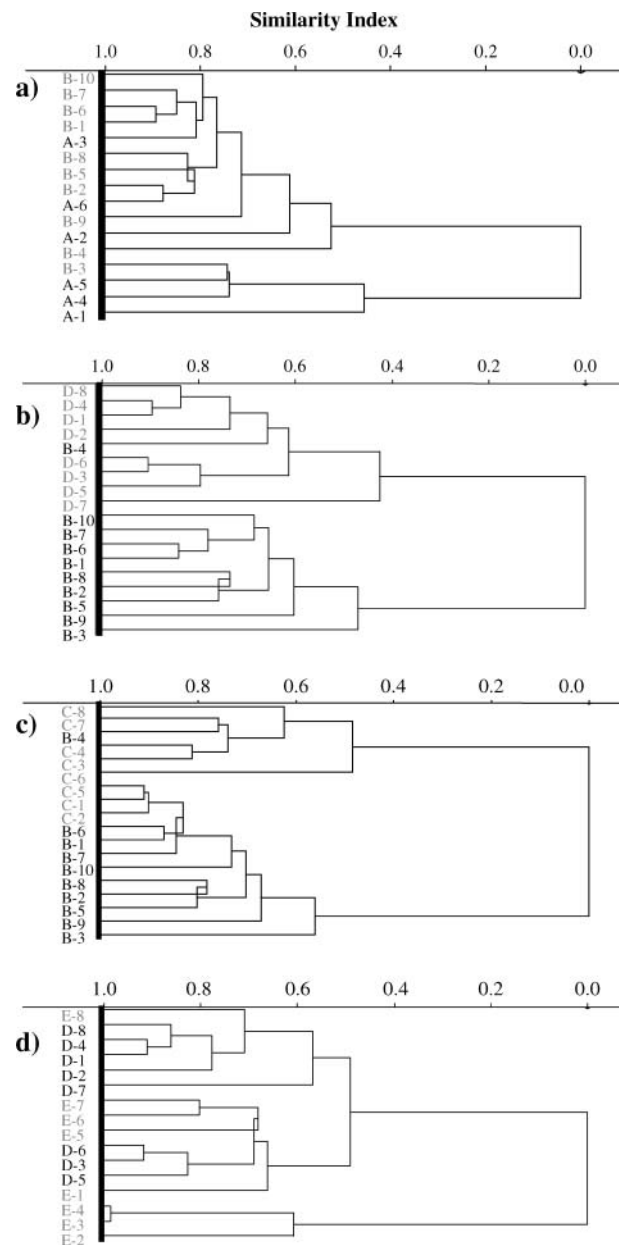 Similarity Index
1.0 0.8 0.6 0.4 0.2 0.0
a)
B-10
B-7
B-6
B-1
A-3
B-8
B-5
B-2
A-6
B-9
A-2
B-4
B-3
A-5
A-4
A-1
1.0 0.8 0.6 0.4 0.2 0.0
b)
D-8
D-4
D-1
D-2
B-4
D-6
D-3
D-5
D-7
B-10
B-7
B-6
B-1
B-8
B-2
B-5
B-9
B-3
1.0 0.8 0.6 0.4 0.2 0.0
c)
C-8
C-7
B-4
C-4
C-3
C-6
C-5
C-1
C-2
B-6
B-1
B-7
B-10
B-8
B-2
B-5
B-9
B-3
1.0 0.8 0.6 0.4 0.2 0.0
d)
E-8
D-8
D-4
D-1
D-2
D-7
E-7
E-6
E-5
D-6
D-3
D-5
E-1
E-4
E-3
E-2